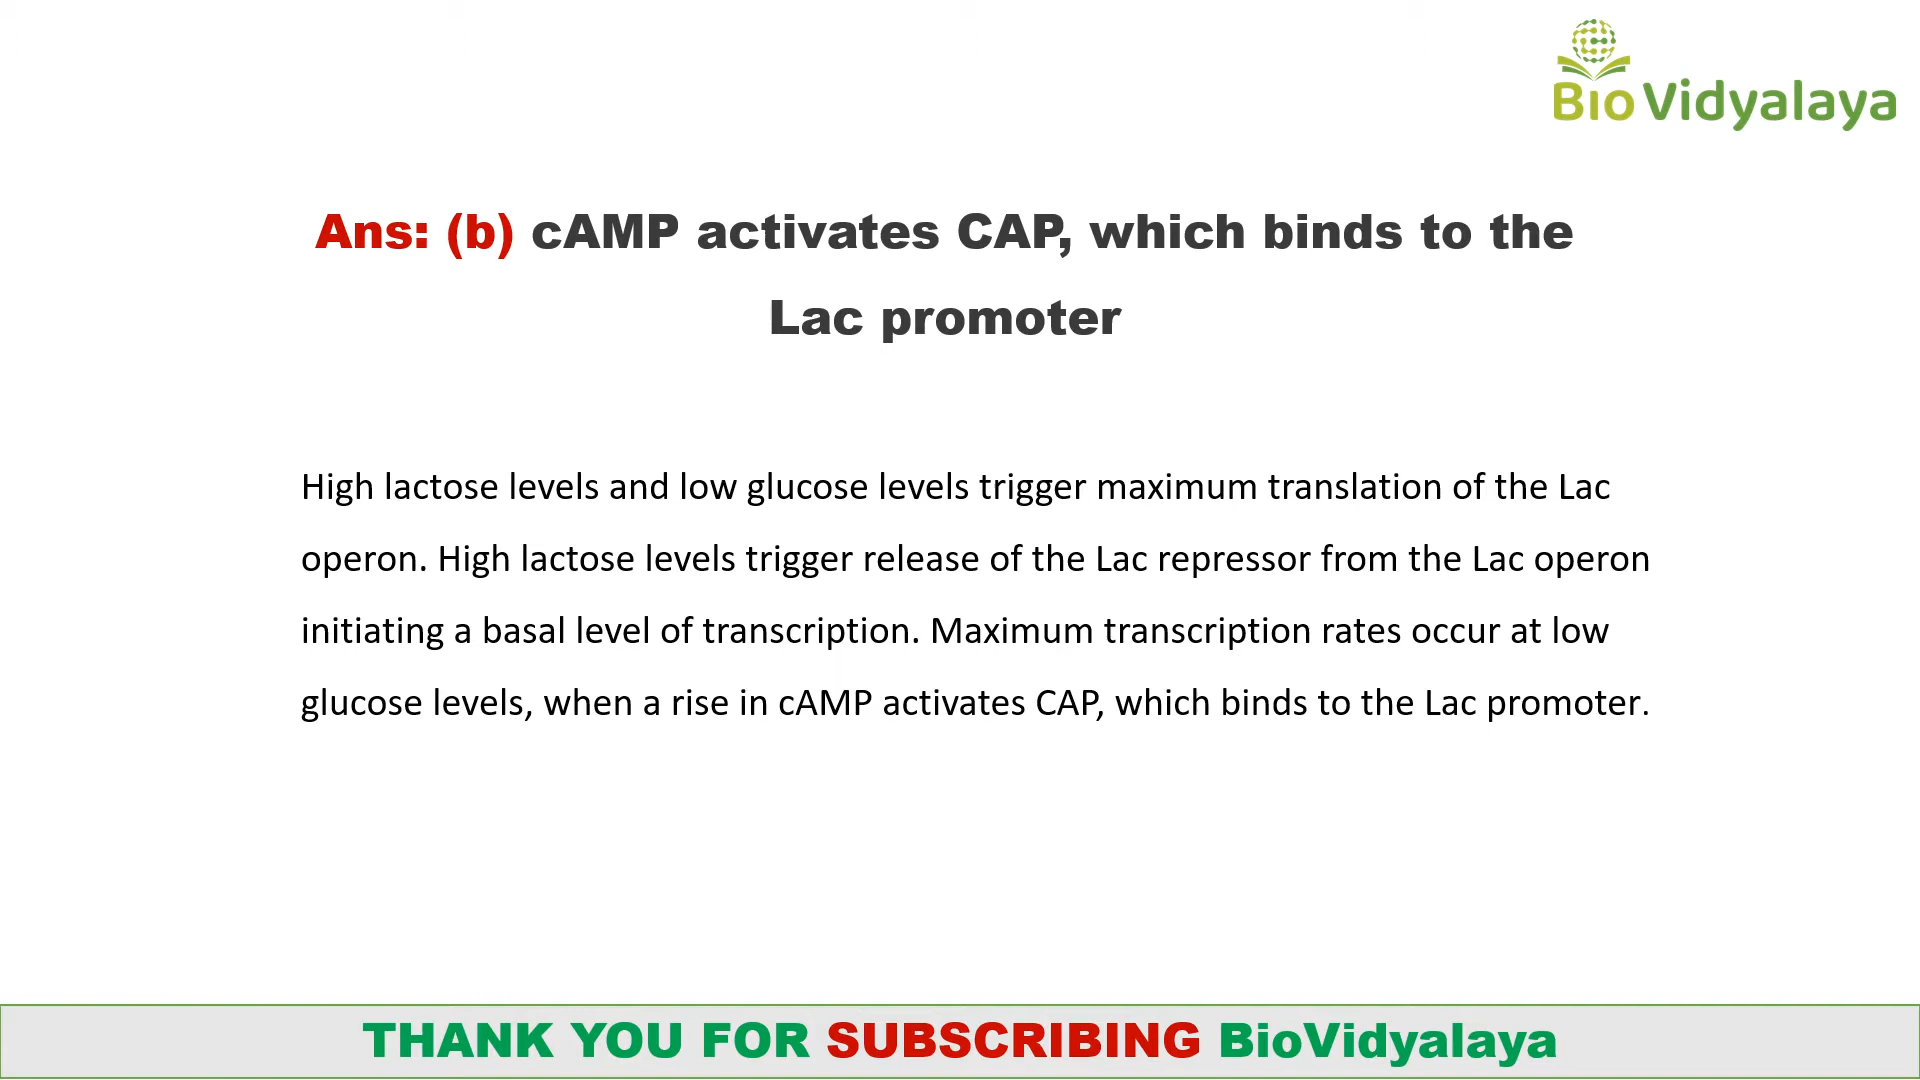 Bio Vidyalaya
Ans: (b) cAMP activates CAP, which binds to the
Lac promoter
High lactose levels and low glucose levels trigger maximum translation of the Lac
operon. High lactose levels trigger release of the Lac repressor from the Lac operon
initiating a basal level of transcription. Maximum transcription rates occur at low
glucose levels, when a rise in cAMP activates CAP, which binds to the Lac promoter.
THANK YOU FOR SUBSCRIBING BioVidyalaya